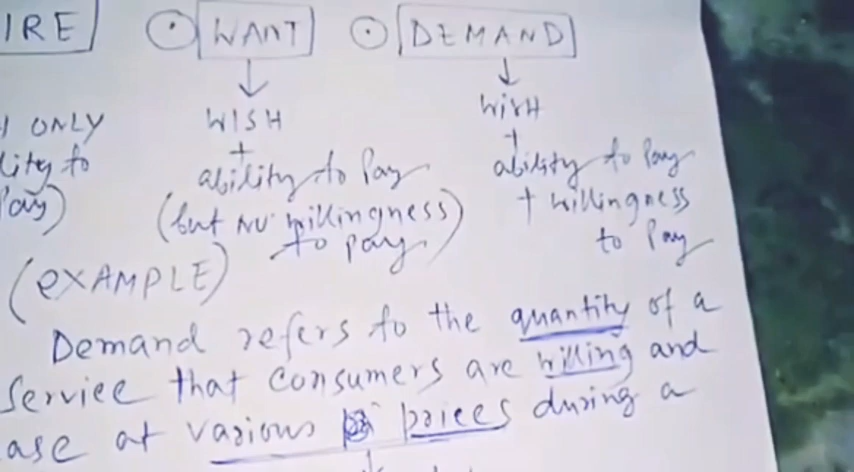 IRE WANT DEMAND
ONLY WISH WISH
lity to + +
Pay) ability to Pay ability to Pay
(but NO willingness) + willingness
to pay. to Pay
(EXAMPLE)
Demand refers to the quantity of a
Service that consumers are willing and
ase at various prices during a